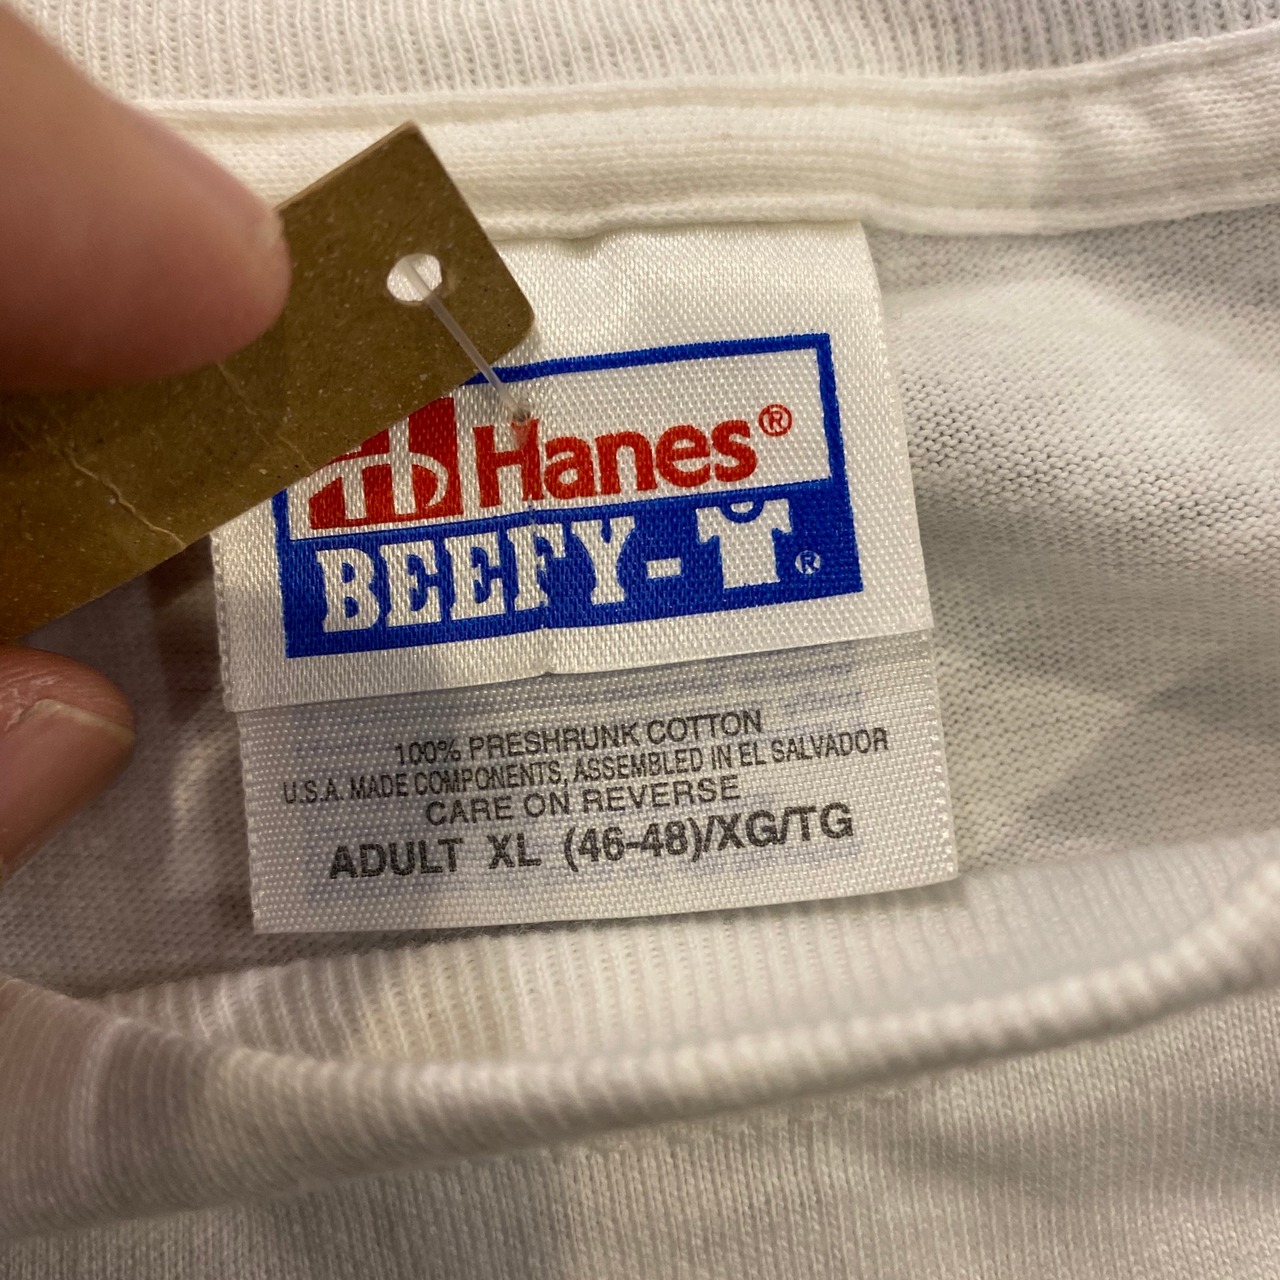 Hanes®
BEEFY-T®
100% PRESHRUNK COTTON
U.S.A. MADE COMPONENTS, ASSEMBLED IN EL SALVADOR
CARE ON REVERSE
ADULT XL (46-48)/XG/TG